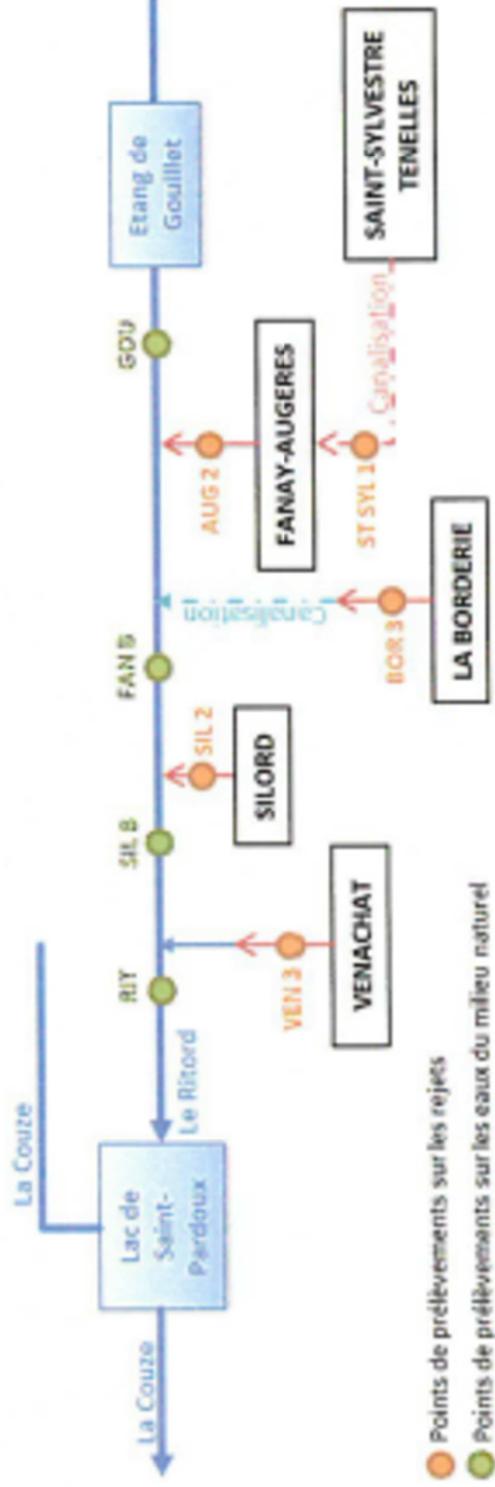 La Couze
La Couze
Lac de
Saint-
Pardoux
Le Ritord
RIT
SIL B
FAN B
GOU
Etang de
Gouillet
VEN 3
VENACHAT
SIL 2
SILORD
Canalisation
BOR 3
LA BORDERIE
AUG 2
FANAY-AUGERES
ST SYL 1
Canalisation
SAINT-SYLVESTRE
TENELLES
Points de prélèvements sur les rejets
Points de prélèvemants sur les eaux du milieu naturel